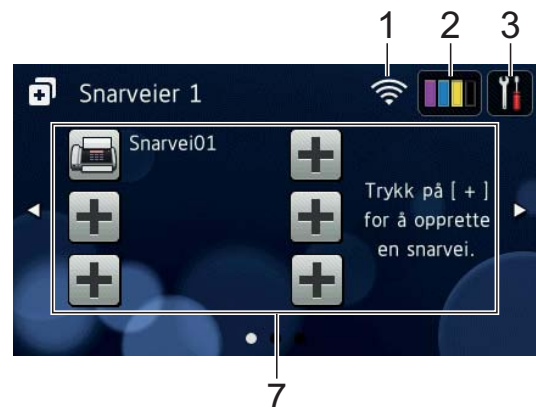 1 2 3
Snarveier 1
Snarvei01
Trykk på [ + ]
for å opprette
en snarvei.
7